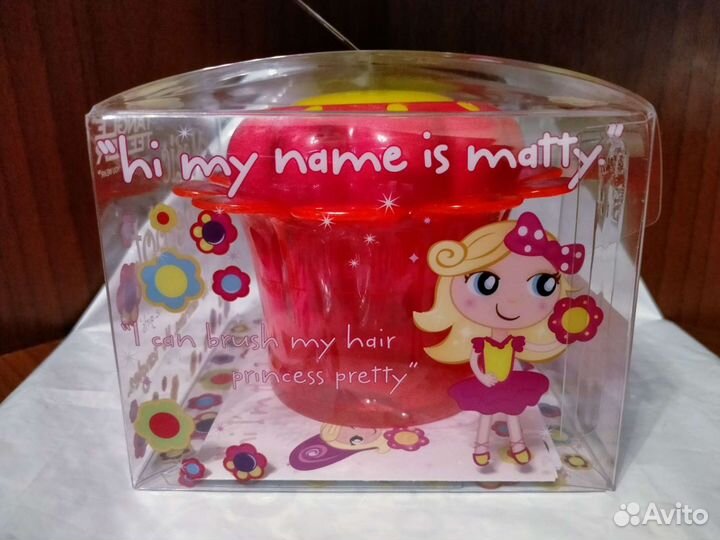 "hi my name is matty"
"I can brush my hair
princess pretty"
Avito